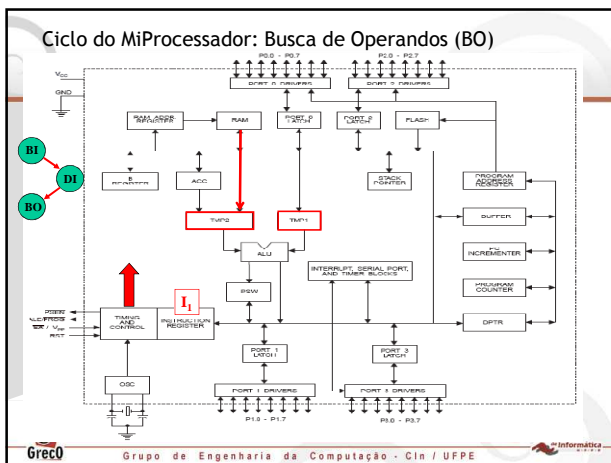 Ciclo do MiProcessador: Busca de Operandos (BO)
P0.0 - P0.7
P2.0 - P2.7
VCC
GND
PORT 0 DRIVERS
PORT 2 DRIVERS
RAM ADDR. REGISTER
RAM
PORT 0 LATCH
PORT 2 LATCH
FLASH
BI
DI
BO
B REGISTER
ACC
STACK POINTER
PROGRAM ADDRESS REGISTER
TMP2
TMP1
BUFFER
ALU
PC INCREMENTER
INTERRUPT, SERIAL PORT, AND TIMER BLOCKS
PSW
PROGRAM COUNTER
I1
PSEN
ALE/PROG
EA / VPP
RST
TIMING AND CONTROL
INSTRUCTION REGISTER
DPTR
PORT 1 LATCH
PORT 3 LATCH
OSC
PORT 1 DRIVERS
PORT 3 DRIVERS
P1.0 - P1.7
P3.0 - P3.7
GrecO
Grupo de Engenharia da Computação - CIn / UFPE
de Informática
U F P E